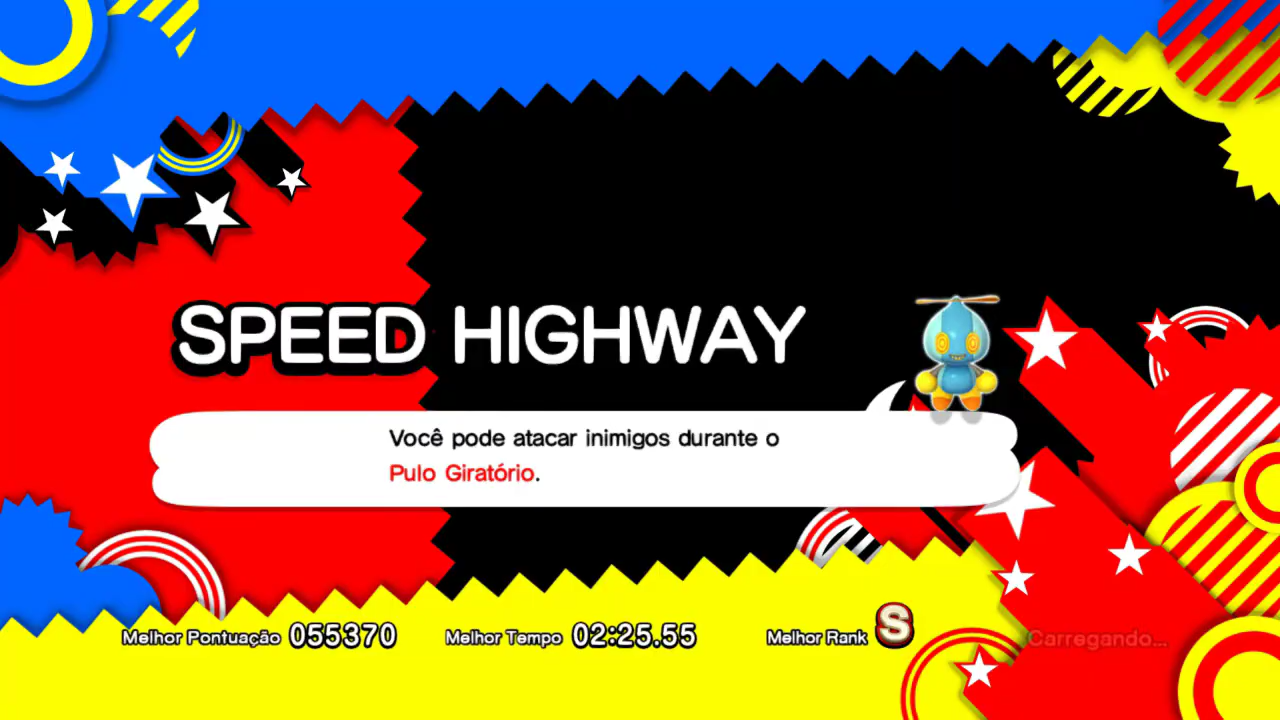 SPEED HIGHWAY
Você pode atacar inimigos durante o
Pulo Giratório.
Melhor Pontuação 055370 Melhor Tempo 02:25.55 Melhor Rank S Carregando...